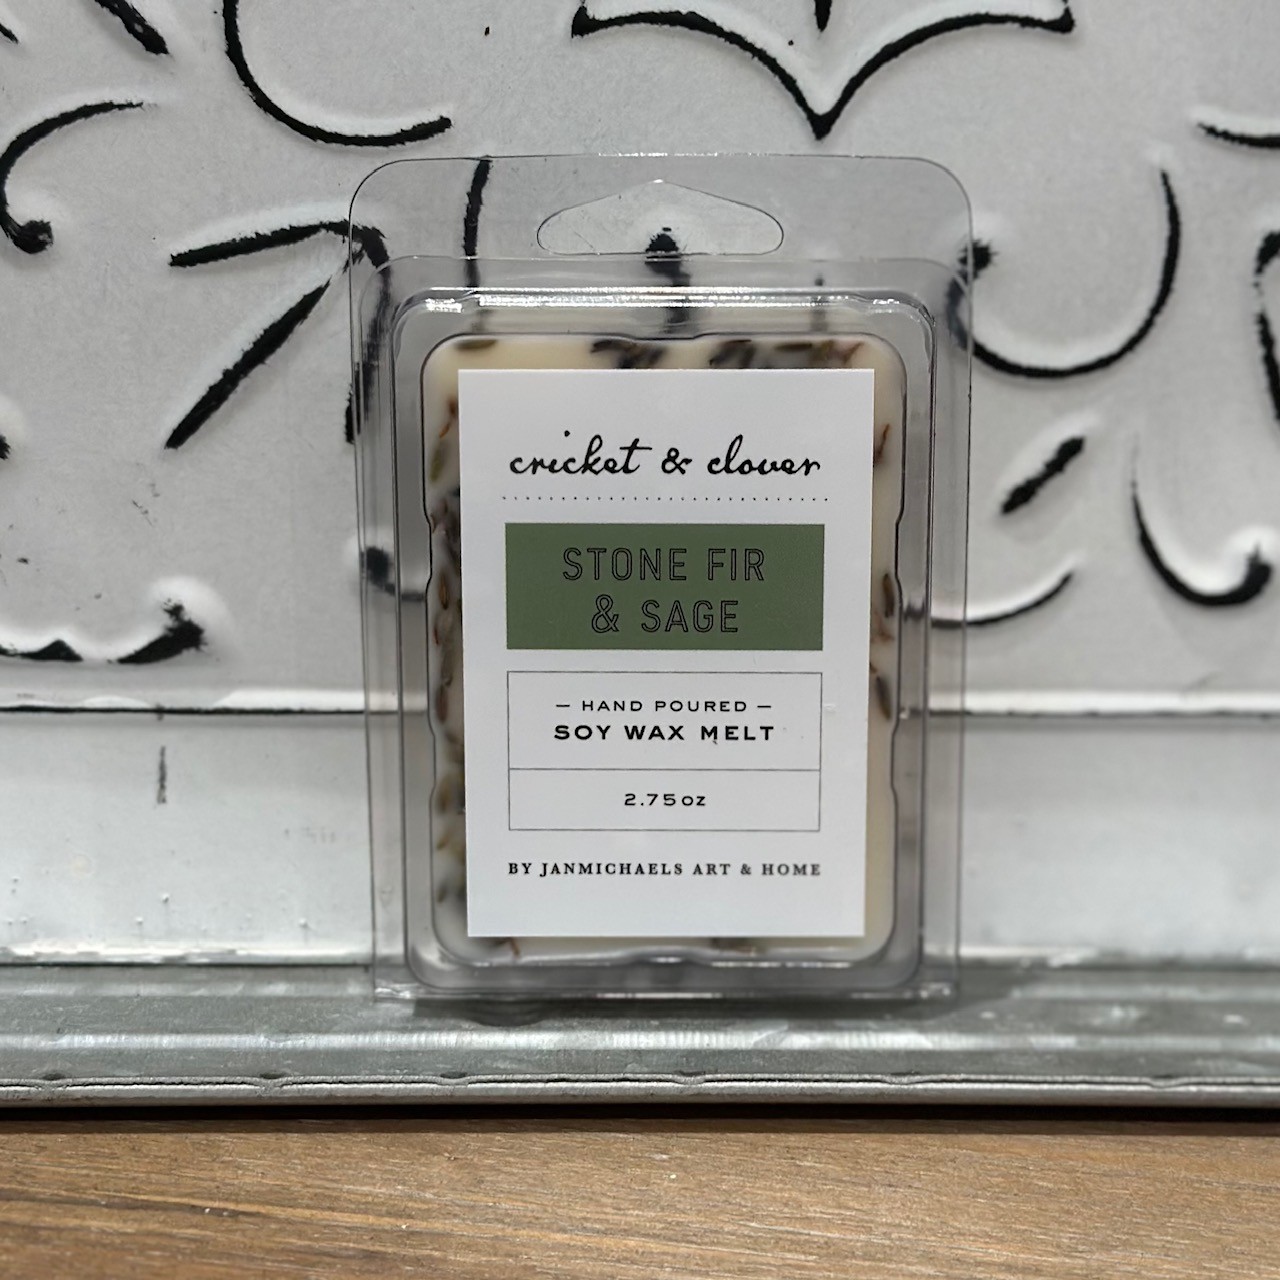 cricket & clover
STONE FIR
& SAGE
— HAND POURED —
SOY WAX MELT
2.75oz
BY JANMICHAELS ART & HOME